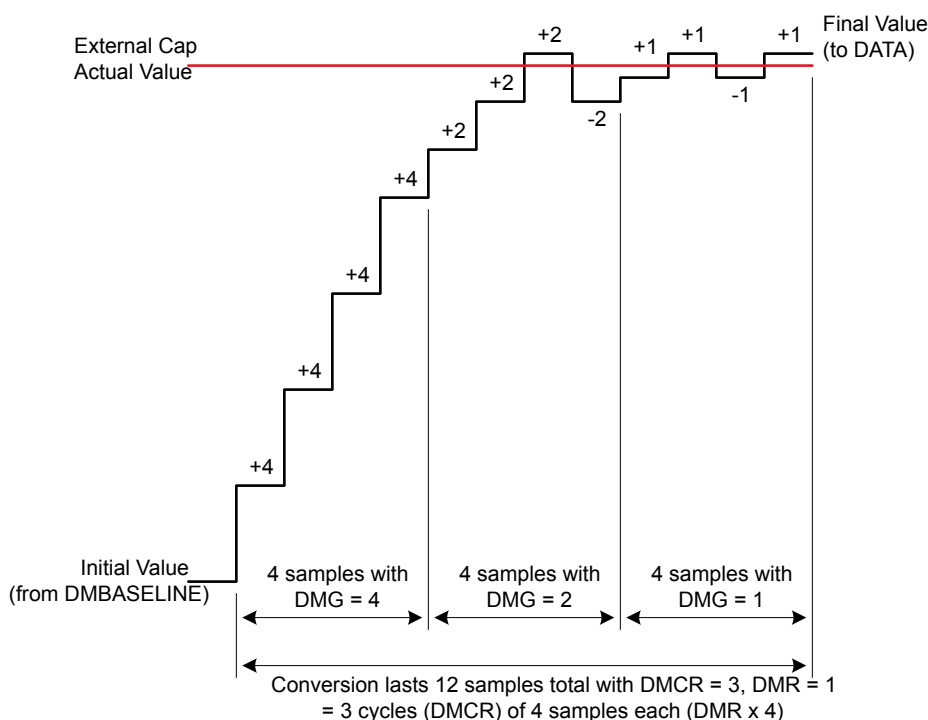 External Cap
Actual Value
+4
+4
+4
+4
+2
+2
+2
-2
+1
+1
-1
+1
Final Value
(to DATA)
Initial Value
(from DMBASELINE)
4 samples with
DMG = 4
4 samples with
DMG = 2
4 samples with
DMG = 1
Conversion lasts 12 samples total with DMCR = 3, DMR = 1
= 3 cycles (DMCR) of 4 samples each (DMR x 4)